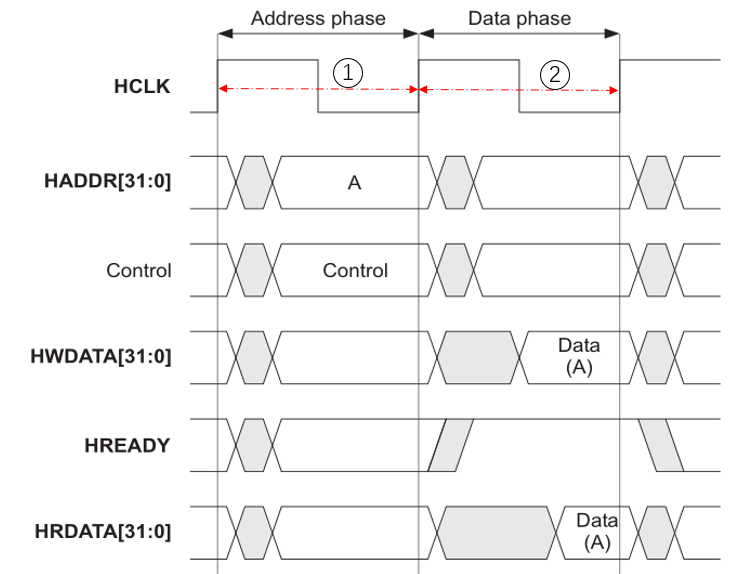 Address phase Data phase
HCLK ① ②
HADDR[31:0] A
Control Control
HWDATA[31:0] Data
(A)
HREADY
HRDATA[31:0] Data
(A)